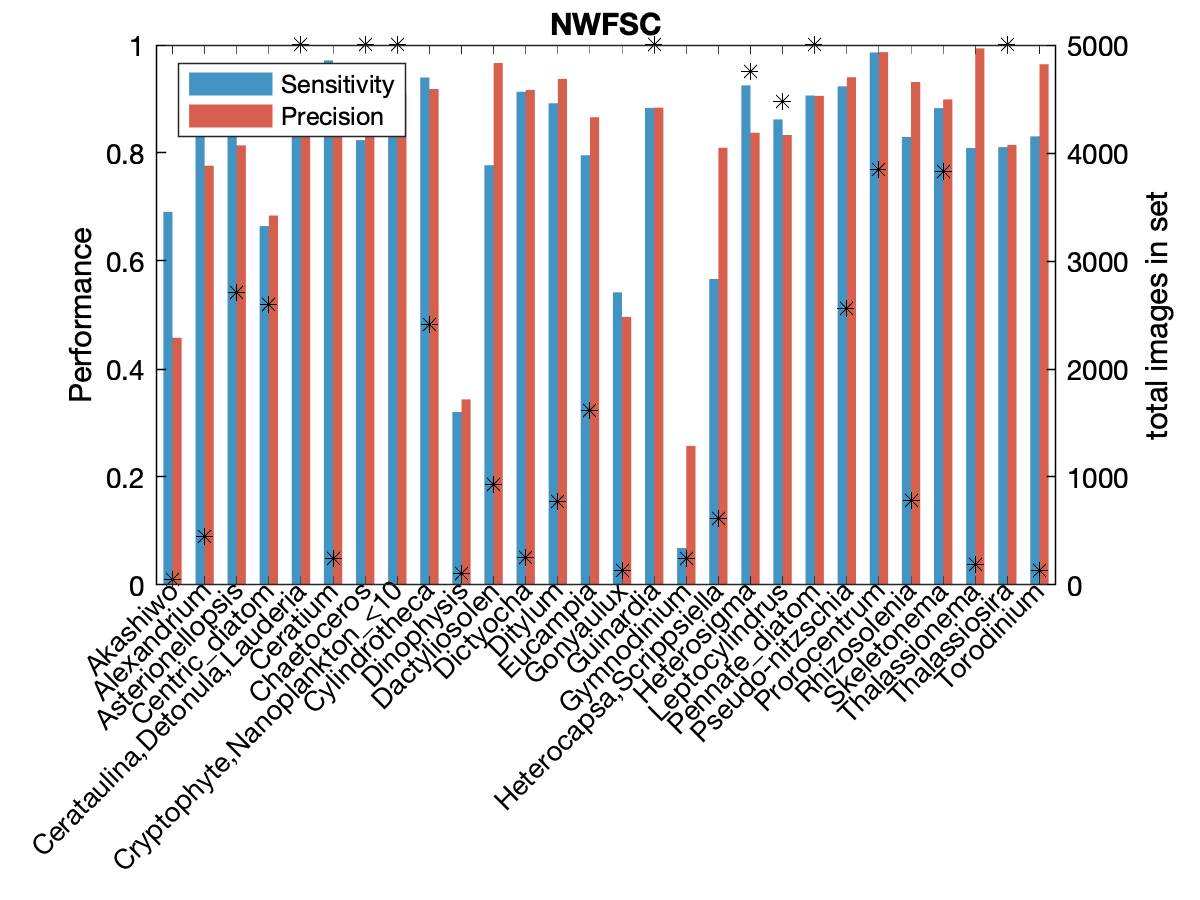 NWFSC
Sensitivity
Precision
Performance
1
0.8
0.6
0.4
0.2
0
total images in set
5000
4000
3000
2000
1000
0
Akashiwo
Alexandrium
Asterionellopsis
Centric_diatom
Cerataulina,Detonula,Lauderia
Ceratium
Chaetoceros
Cryptophyte,Nanoplankton_<10
Cylindrotheca
Dinophysis
Dactyliosolen
Dictyocha
Ditylum
Eucampia
Gonyaulux
Guinardia
Gymnodinium
Heterocapsa,Scrippsiella
Heterosigma
Leptocylindrus
Pennate_diatom
Pseudo-nitzschia
Prorocentrum
Rhizosolenia
Skeletonema
Thalassionema
Thalassiosira
Torodinium